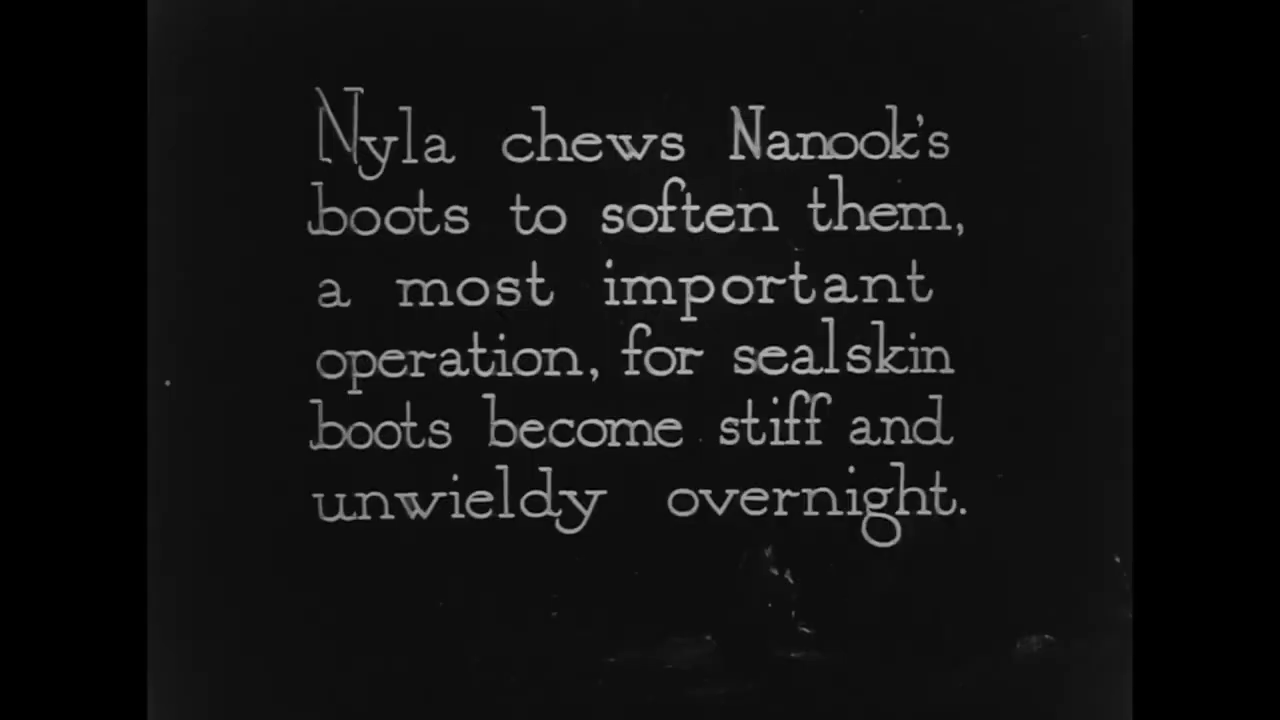 Nyla chews Nanook's
boots to soften them,
a most important
operation, for sealskin
boots become stiff and
unwieldy overnight.